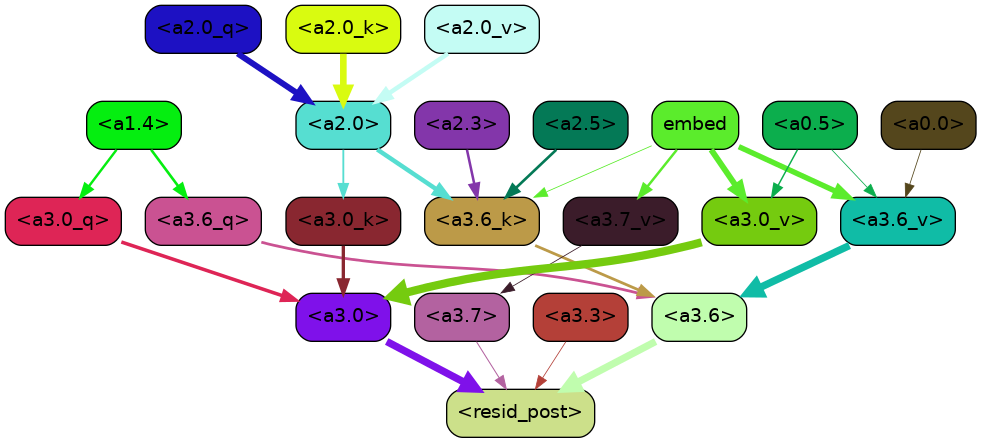 <a2.0_q> <a2.0_k> <a2.0_v>
<a1.4> <a2.0> <a2.3> <a2.5> embed <a0.5> <a0.0>
<a3.0_q> <a3.6_q> <a3.0_k> <a3.6_k> <a3.7_v> <a3.0_v> <a3.6_v>
<a3.0> <a3.7> <a3.3> <a3.6>
<resid_post>